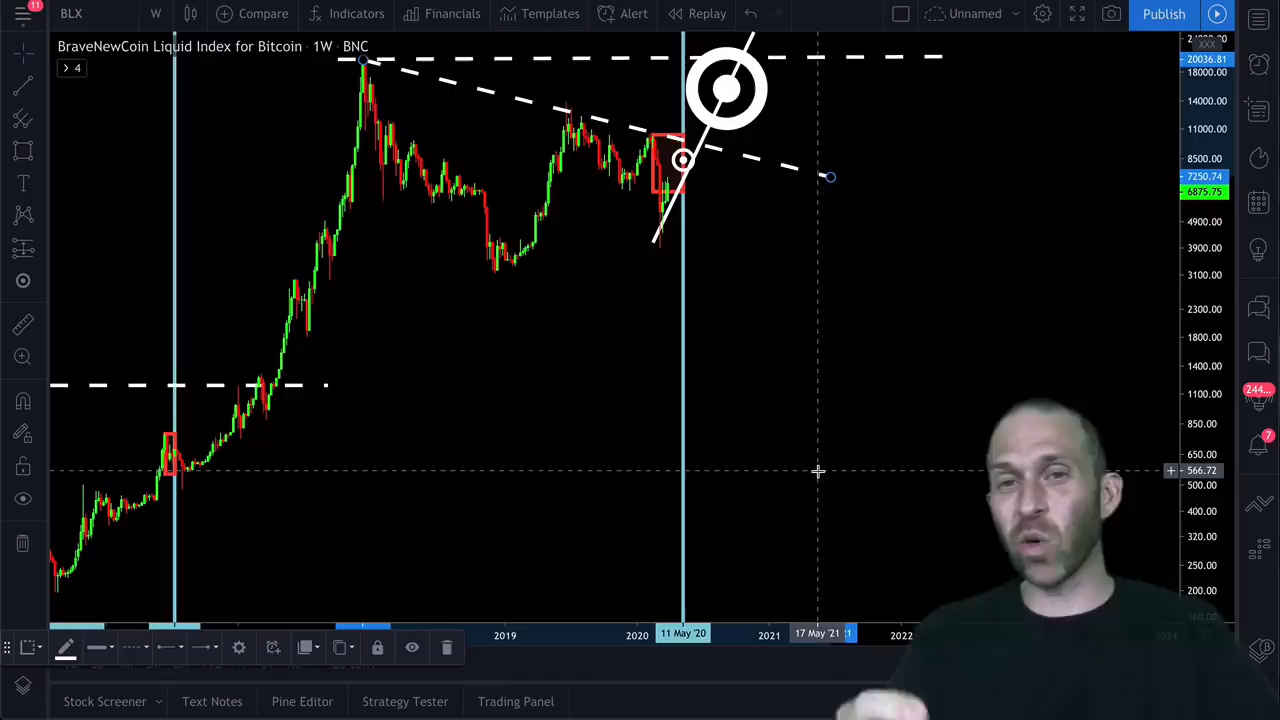 11
BLX
W
Compare
Indicators
Financials
Templates
Alert
Replay
Unnamed
Publish
BraveNewCoin Liquid Index for Bitcoin · 1W · BNC
4
XXX
20036.81
18000.00
14000.00
11000.00
8500.00
7250.74
6875.75
4900.00
3900.00
3100.00
2300.00
1800.00
1400.00
1100.00
850.00
650.00
566.72
500.00
400.00
320.00
250.00
200.00
244...
7
2019
2020
11 May '20
2021
17 May '21
2022
Stock Screener
Text Notes
Pine Editor
Strategy Tester
Trading Panel